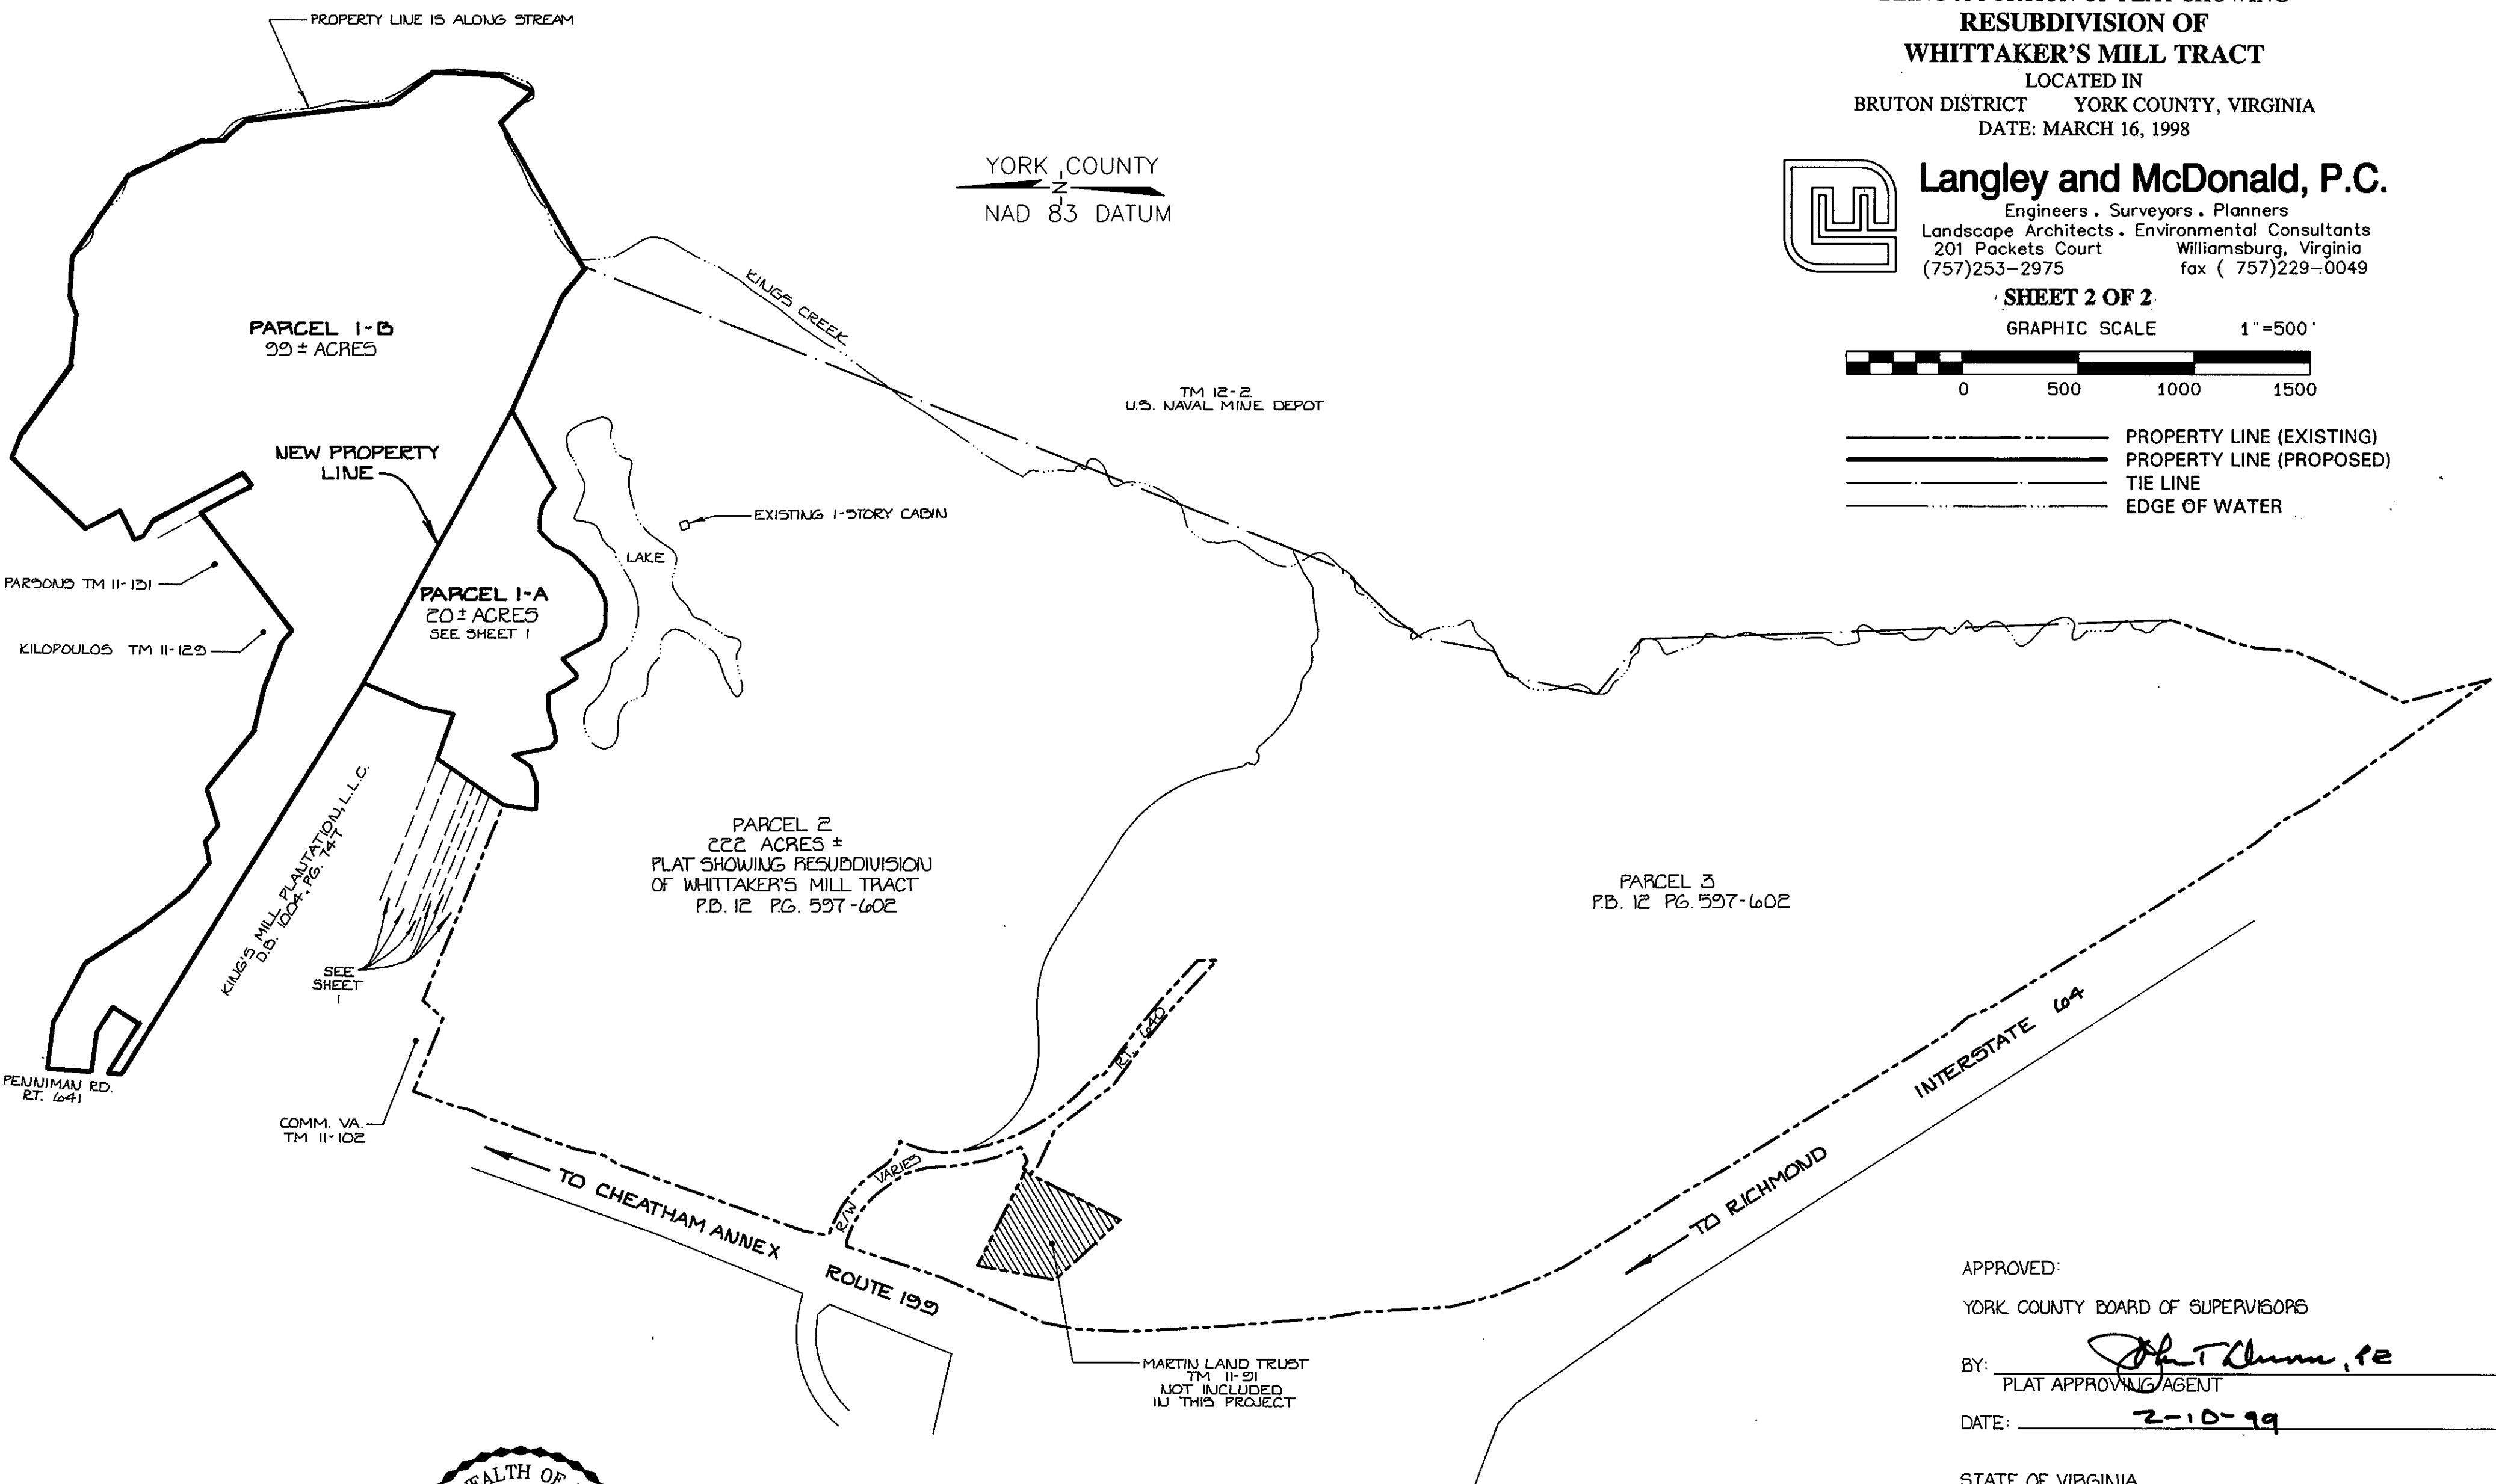 RESUBDIVISION OF
WHITTAKER'S MILL TRACT
LOCATED IN
BRUTON DISTRICT YORK COUNTY, VIRGINIA
DATE: MARCH 16, 1998
Langley and McDonald, P.C.
Engineers . Surveyors . Planners
Landscape Architects . Environmental Consultants
201 Packets Court Williamsburg, Virginia
(757)253-2975 fax ( 757)229-0049
SHEET 2 OF 2
GRAPHIC SCALE 1"=500'
0 500 1000 1500
PROPERTY LINE (EXISTING)
PROPERTY LINE (PROPOSED)
TIE LINE
EDGE OF WATER
PROPERTY LINE IS ALONG STREAM
YORK COUNTY
N
NAD 83 DATUM
KINGS CREEK
PARCEL 1-B
99 ± ACRES
TM 12-2
U.S. NAVAL MINE DEPOT
NEW PROPERTY
LINE
EXISTING 1-STORY CABIN
LAKE
PARSONS TM 11-131
PARCEL 1-A
20 ± ACRES
SEE SHEET 1
KILOPOULOS TM 11-129
KING'S MILL PLANTATION, L.L.C.
D.B. 1004, PG. 747
PARCEL 2
222 ACRES ±
PLAT SHOWING RESUBDIVISION
OF WHITTAKER'S MILL TRACT
P.B. 12 P.G. 597-602
PARCEL 3
P.B. 12 PG. 597-602
SEE
SHEET
1
PENNIMAN RD.
RT. 641
COMM. VA.
TM 11-102
RT. 640
R/W VARIES
INTERSTATE 64
TO RICHMOND
TO CHEATHAM ANNEX
ROUTE 199
MARTIN LAND TRUST
TM 11-91
NOT INCLUDED
IN THIS PROJECT
APPROVED:
YORK COUNTY BOARD OF SUPERVISORS
BY: , PE
PLAT APPROVING AGENT
DATE: 2-10-99
STATE OF VIRGINIA